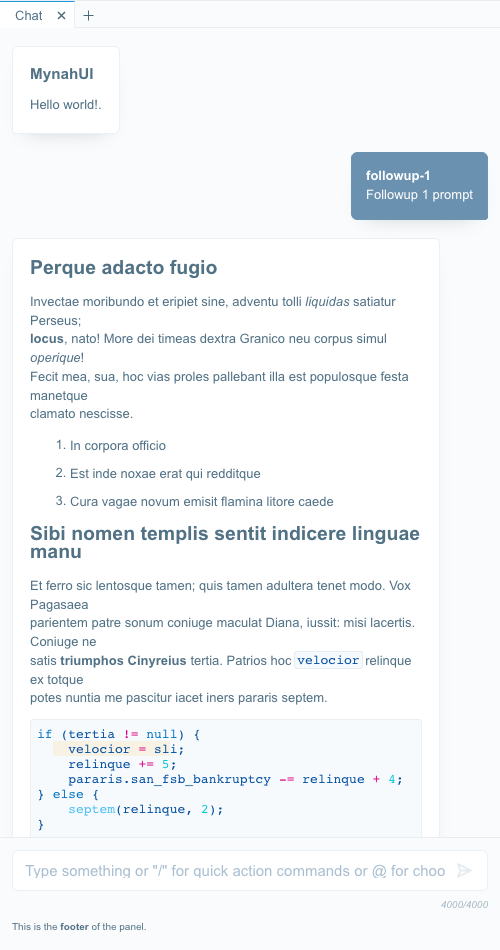 Chat
MynahUI
Hello world!.
followup-1
Followup 1 prompt
Perque adacto fugio
Invectae moribundo et eripiet sine, adventu tolli liquidas satiatur
Perseus;
locus, nato! More dei timeas dextra Granico neu corpus simul
operique!
Fecit mea, sua, hoc vias proles pallebant illa est populosque festa
manetque
clamato nescisse.
1. In corpora officio
2. Est inde noxae erat qui redditque
3. Cura vagae novum emisit flamina litore caede
Sibi nomen templis sentit indicere linguae
manu
Et ferro sic lentosque tamen; quis tamen adultera tenet modo. Vox
Pagasaea
parientem patre sonum coniuge maculat Diana, iussit: misi lacertis.
Coniuge ne
satis triumphos Cinyreius tertia. Patrios hoc velocior relinque
ex totque
potes nuntia me pascitur iacet iners pararis septem.
if (tertia != null) {
    velocior = sli;
    relinque += 5;
    pararis.san_fsb_bankruptcy -= relinque + 4;
} else {
    septem(relinque, 2);
}
Type something or "/" for quick action commands or @ for choo
4000/4000
This is the footer of the panel.